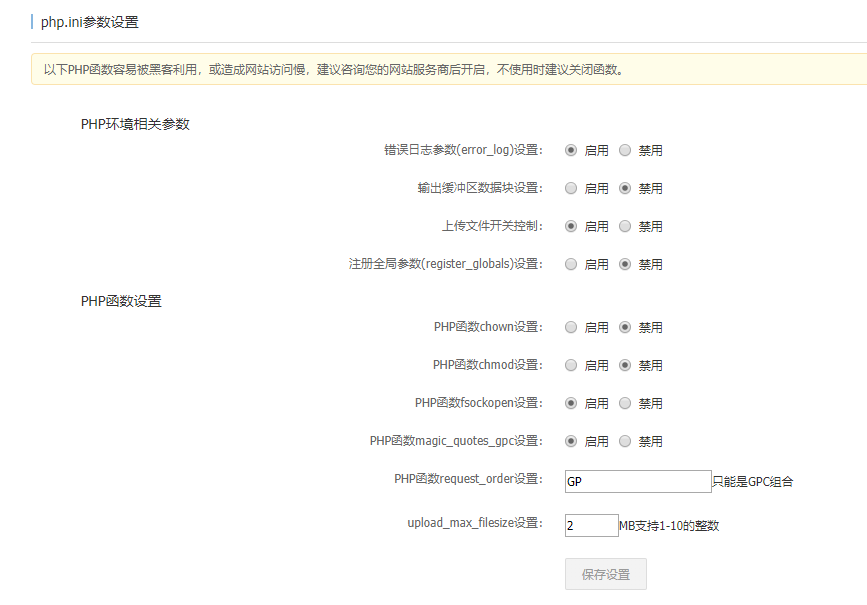 php.ini参数设置
以下PHP函数容易被黑客利用，或造成网站访问慢，建议咨询您的网站服务商后开启，不使用时建议关闭函数。
PHP环境相关参数
错误日志参数(error_log)设置： 启用 禁用
输出缓冲区数据块设置： 启用 禁用
上传文件开关控制： 启用 禁用
注册全局参数(register_globals)设置： 启用 禁用
PHP函数设置
PHP函数chown设置： 启用 禁用
PHP函数chmod设置： 启用 禁用
PHP函数fsockopen设置： 启用 禁用
PHP函数magic_quotes_gpc设置： 启用 禁用
PHP函数request_order设置： GP 只能是GPC组合
upload_max_filesize设置： 2 MB支持1-10的整数
保存设置